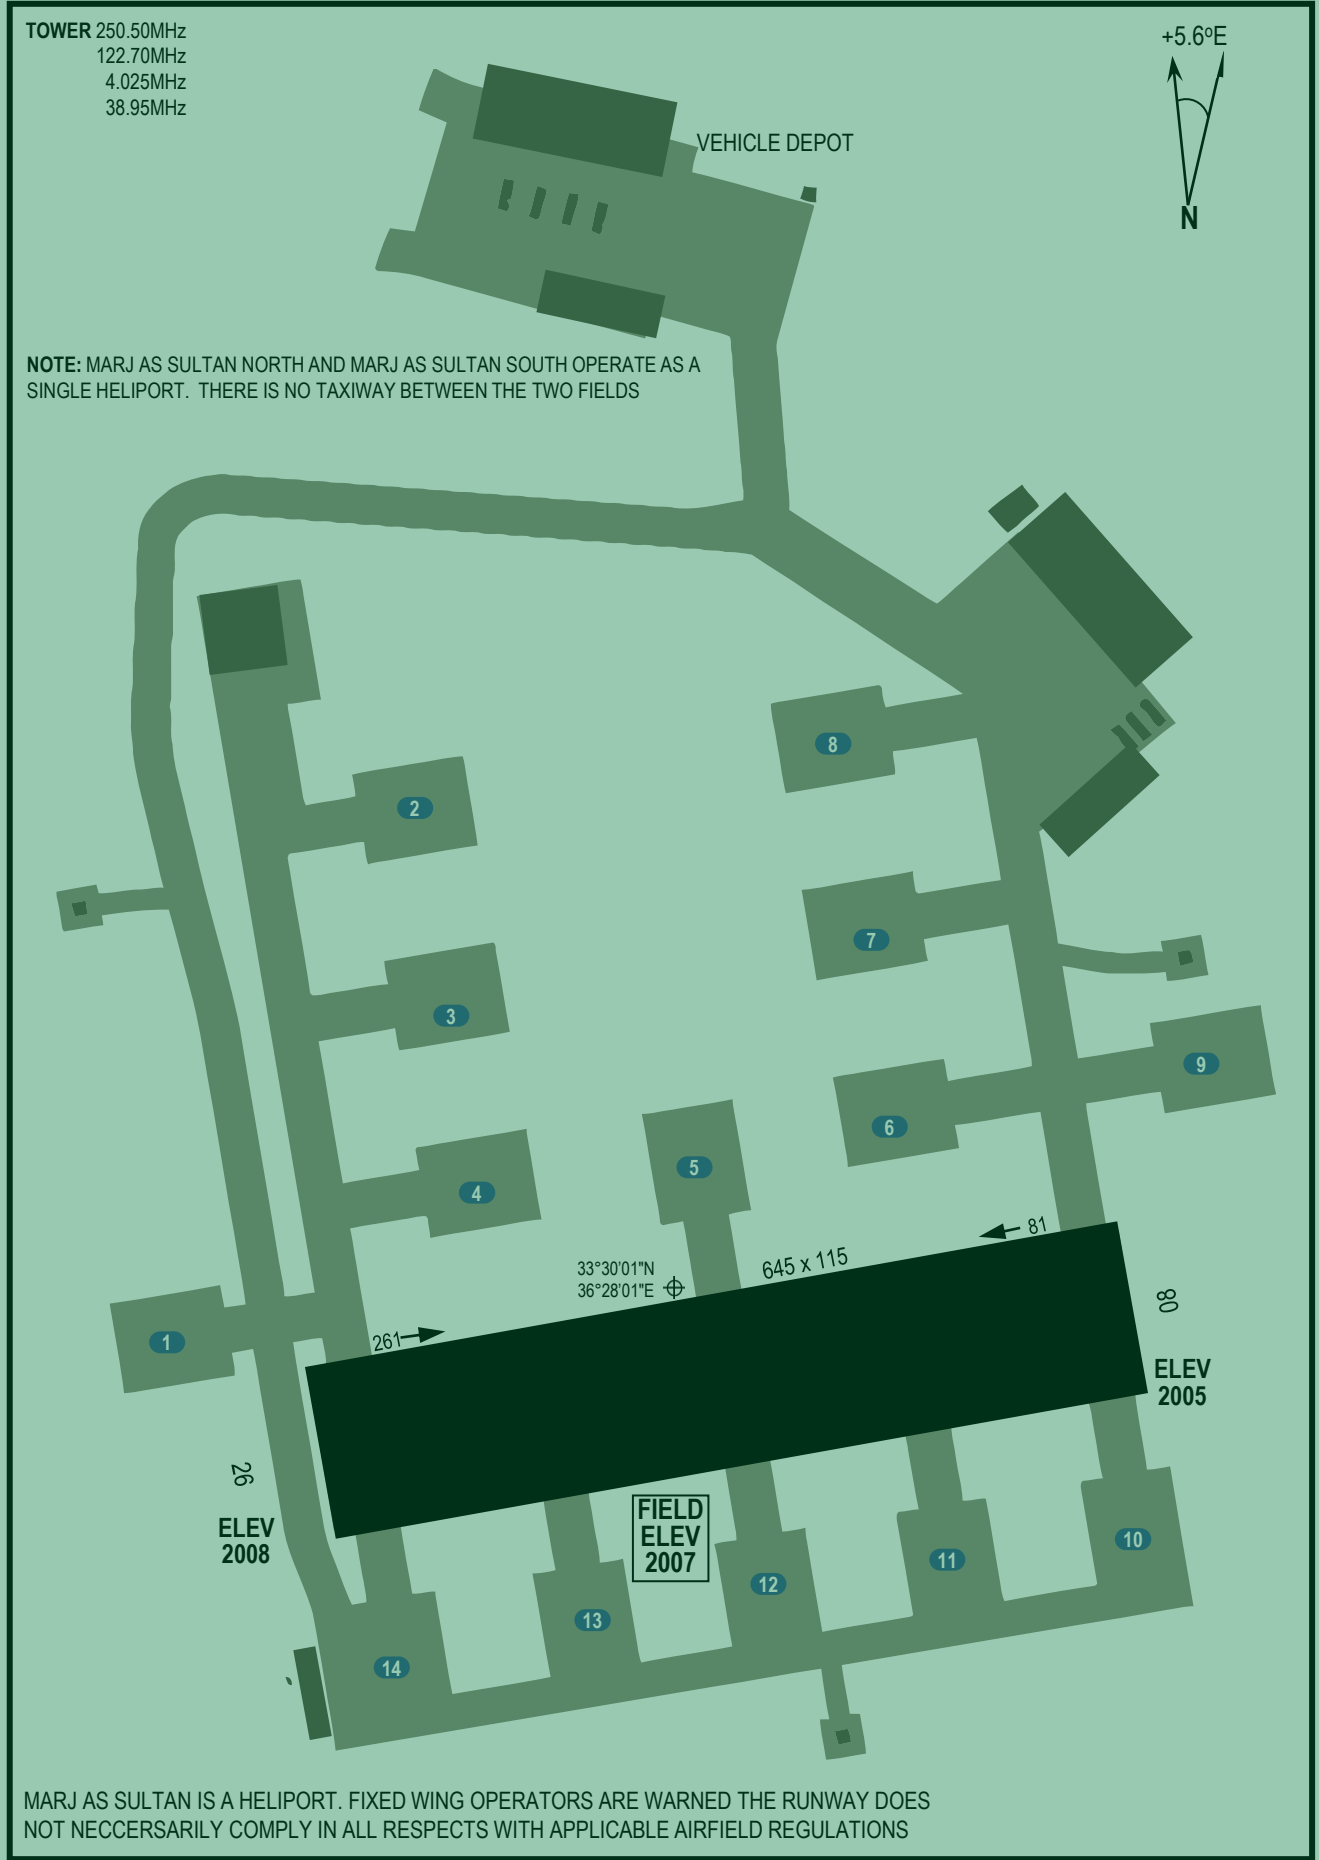 TOWER 250.50MHz
122.70MHz
4.025MHz
38.95MHz
+5.6ºE
N
VEHICLE DEPOT
NOTE: MARJ AS SULTAN NORTH AND MARJ AS SULTAN SOUTH OPERATE AS A
SINGLE HELIPORT. THERE IS NO TAXIWAY BETWEEN THE TWO FIELDS
8
2
7
3
9
6
5
4
81
645 x 115
33°30'01"N
36°28'01"E
80
261
1
ELEV
2005
26
ELEV
2008
FIELD
ELEV
2007
10
11
12
13
14
MARJ AS SULTAN IS A HELIPORT. FIXED WING OPERATORS ARE WARNED THE RUNWAY DOES
NOT NECCERSARILY COMPLY IN ALL RESPECTS WITH APPLICABLE AIRFIELD REGULATIONS